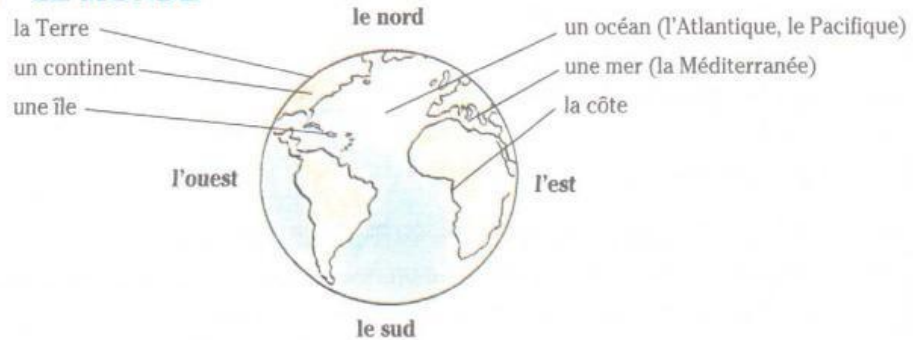 le nord
la Terre
un continent
une île
un océan (l'Atlantique, le Pacifique)
une mer (la Méditerranée)
la côte
l'ouest
l'est
le sud